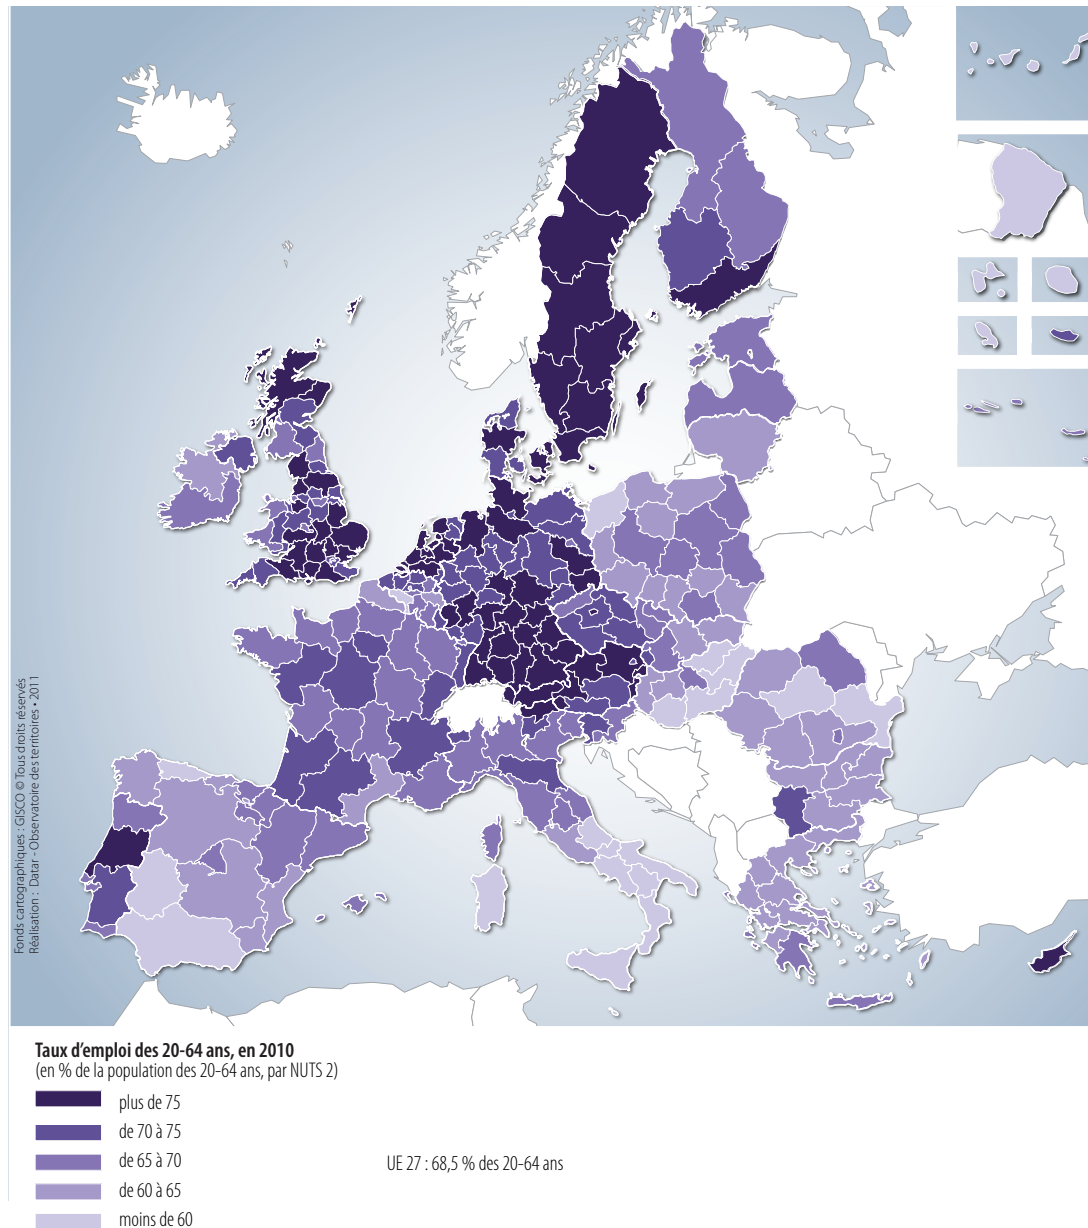 Fonds cartographiques : GISCO © Tous droits réservés
Réalisation : Datar - Observatoire des territoires • 2011
Taux d’emploi des 20-64 ans, en 2010
(en % de la population des 20-64 ans, par NUTS 2)
plus de 75
de 70 à 75
de 65 à 70
UE 27 : 68,5 % des 20-64 ans
de 60 à 65
moins de 60